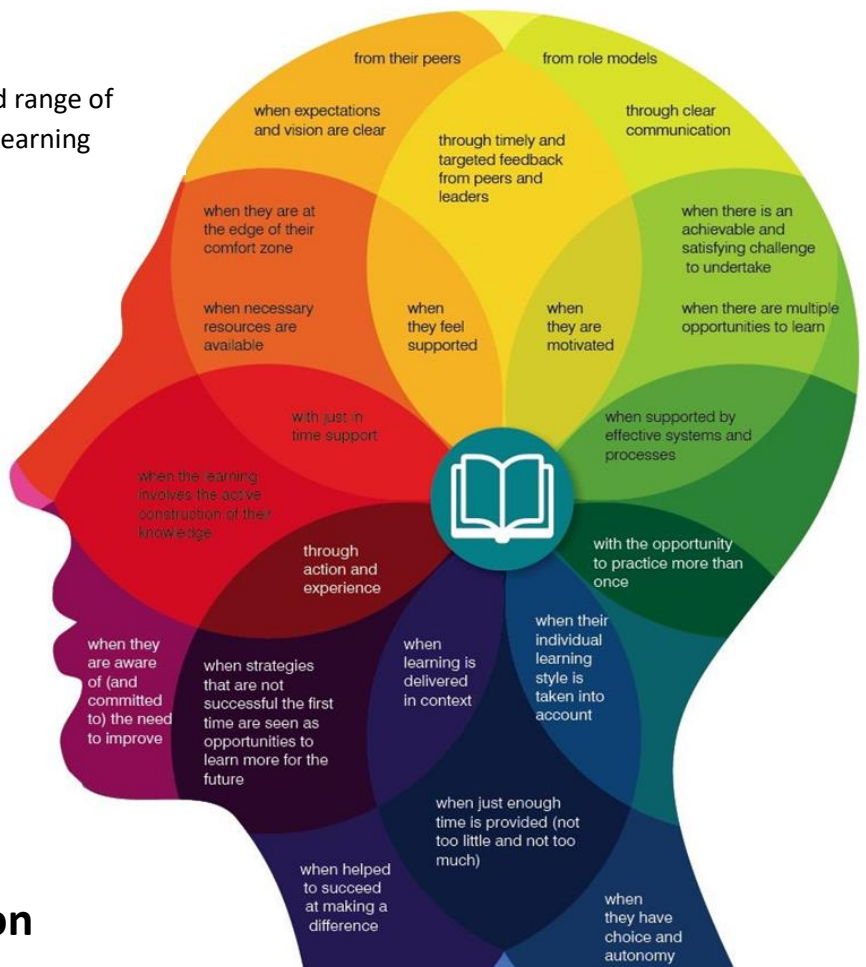 d range of
earning
from their peers
from role models
when expectations
and vision are clear
through clear
communication
through timely and
targeted feedback
from peers and
leaders
when they are at
the edge of their
comfort zone
when there is an
achievable and
satisfying challenge
to undertake
when necessary
resources are
available
when
they feel
supported
when
they are
motivated
when there are multiple
opportunities to learn
with just in
time support
when supported by
effective systems and
processes
when the learning
involves the active
construction of their
knowledge
through
action and
experience
with the opportunity
to practice more than
once
when they
are aware
of (and
committed
to) the need
to improve
when strategies
that are not
successful the first
time are seen as
opportunities to
learn more for the
future
when
learning is
delivered
in context
when their
individual
learning
style is
taken into
account
when just enough
time is provided (not
too little and not too
much)
when helped
to succeed
at making a
difference
when
they have
choice and
autonomy
on